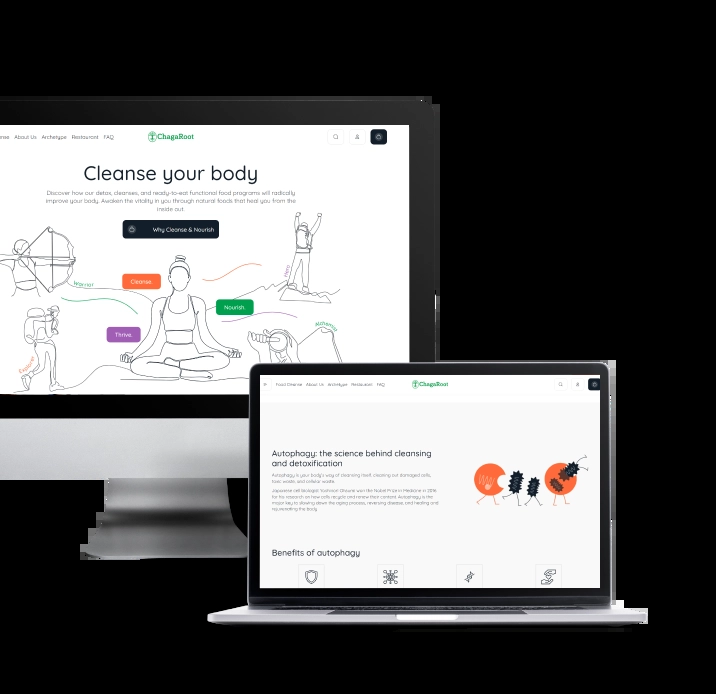 About Us Archetype Restaurant FAQ
ChagaRoot
Cleanse your body
Discover how our detox, cleanses, and ready-to-eat functional food programs will radically
improve your body. Awaken the vitality in you through natural foods that heal you from the
inside out.
Why Cleanse & Nourish
Warrior
Hero
Cleanse.
Nourish.
Thrive.
Alchemist
Explorer
Food Cleanse About Us Archetype Restaurant FAQ
ChagaRoot
Autophagy: the science behind cleansing
and detoxification
Autophagy is your body's way of cleansing itself, clearing out damaged cells,
toxic waste, and cellular waste.
Japanese cell biologist Yoshinori Ohsumi won the Nobel Prize in Medicine in 2016
for his research on how cells recycle and renew their content. Autophagy is the
major key to slowing down the aging process, reversing disease, and healing and
Benefits of autophagy